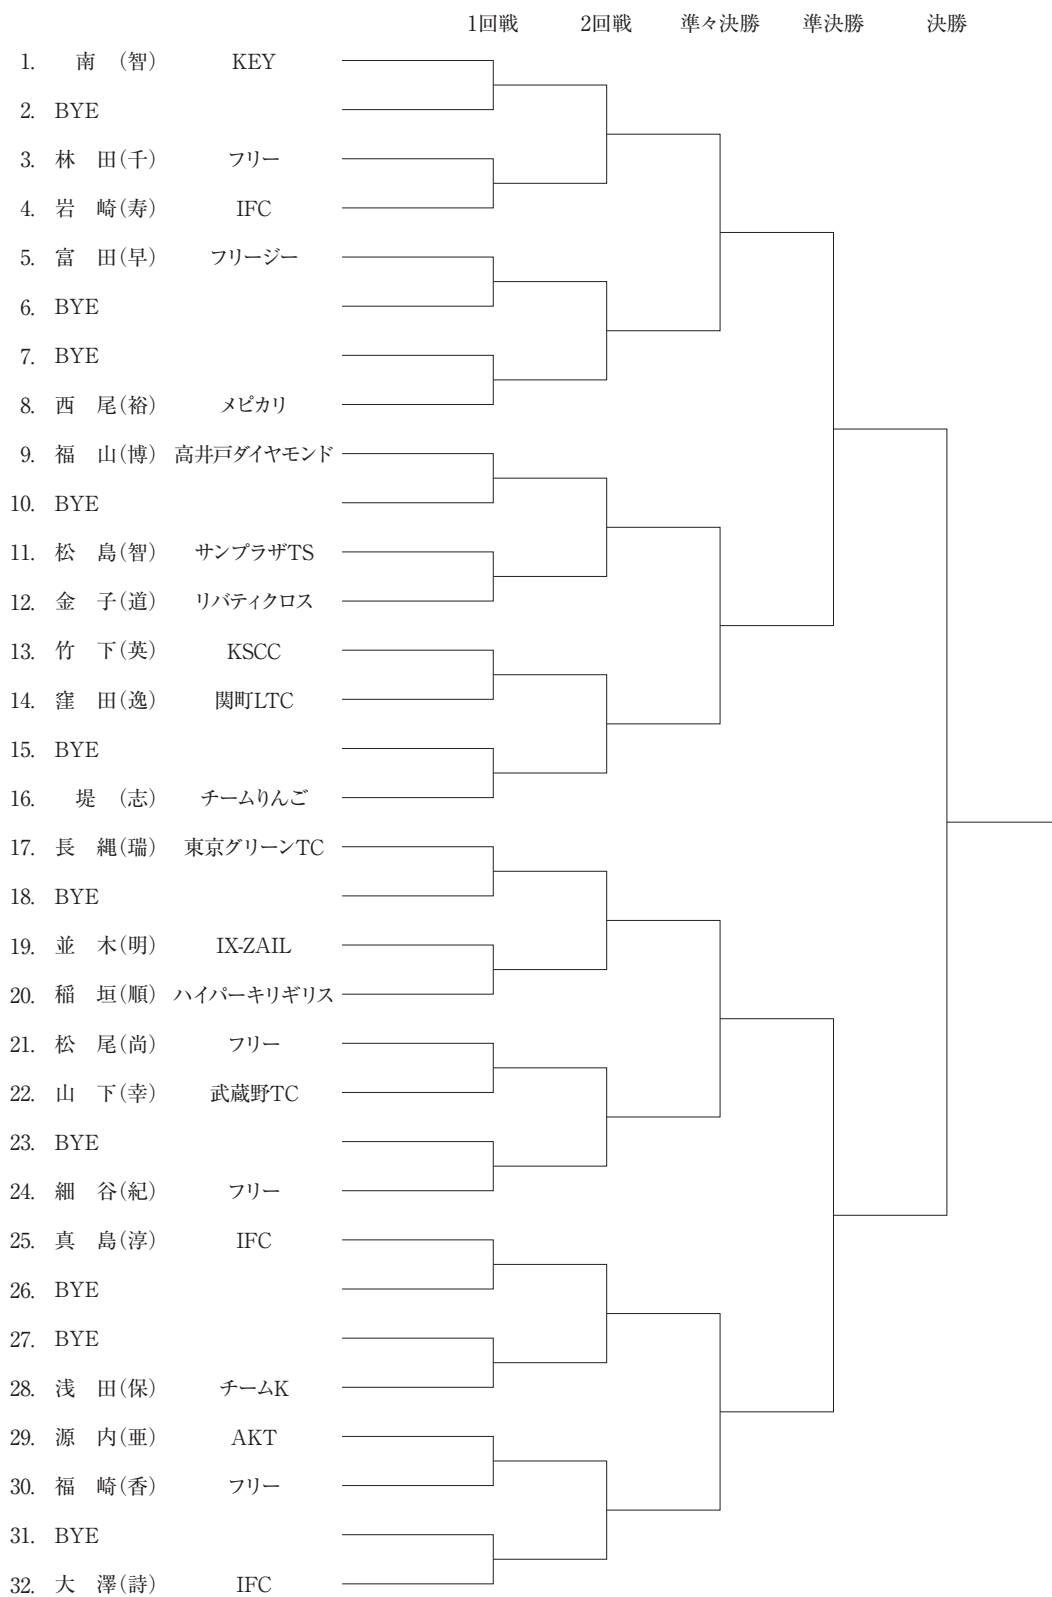 1回戦 2回戦 準々決勝 準決勝 決勝
1. 南 (智) KEY
2. BYE
3. 林 田(千) フリー
4. 岩 崎(寿) IFC
5. 富 田(早) フリージー
6. BYE
7. BYE
8. 西 尾(裕) メピカリ
9. 福 山(博) 高井戸ダイヤモンド
10. BYE
11. 松 島(智) サンプラザTS
12. 金 子(道) リバティクロス
13. 竹 下(英) KSCC
14. 窪 田(逸) 関町LTC
15. BYE
16. 堤 (志) チームりんご
17. 長 縄(瑞) 東京グリーンTC
18. BYE
19. 並 木(明) IX-ZAIL
20. 稲 垣(順) ハイパーキリギリス
21. 松 尾(尚) フリー
22. 山 下(幸) 武蔵野TC
23. BYE
24. 細 谷(紀) フリー
25. 真 島(淳) IFC
26. BYE
27. BYE
28. 浅 田(保) チームK
29. 源 内(亜) AKT
30. 福 崎(香) フリー
31. BYE
32. 大 澤(詩) IFC